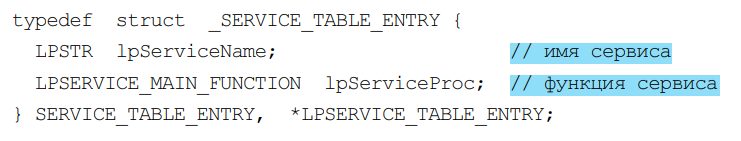 typedef struct _SERVICE_TABLE_ENTRY {
LPSTR lpServiceName; // имя сервиса
LPSERVICE_MAIN_FUNCTION lpServiceProc; // функция сервиса
} SERVICE_TABLE_ENTRY, *LPSERVICE_TABLE_ENTRY;